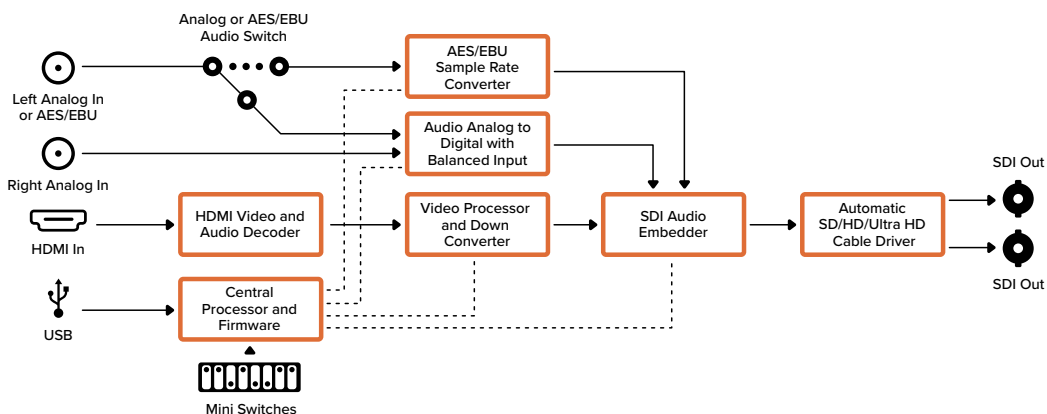 Analog or AES/EBU
Audio Switch
Left Analog In
or AES/EBU
AES/EBU
Sample Rate
Converter
Right Analog In
Audio Analog to
Digital with
Balanced Input
HDMI In
HDMI Video and
Audio Decoder
Video Processor
and Down
Converter
SDI Audio
Embedder
Automatic
SD/HD/Ultra HD
Cable Driver
SDI Out
SDI Out
USB
Central
Processor and
Firmware
Mini Switches